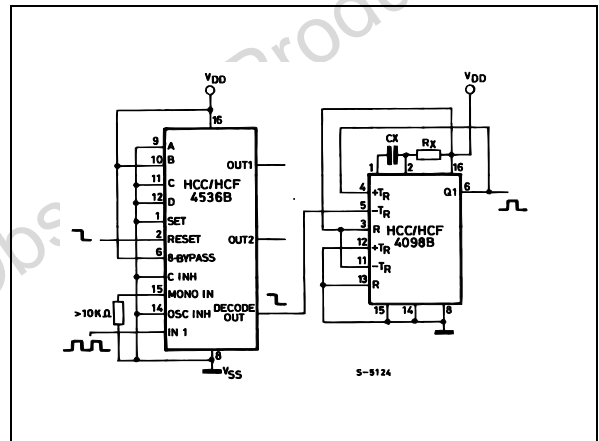 Obs
Produ
VDD
16
9 A
10 B
11 C
12 D
1 SET
2 RESET
6 8-BYPASS
C INH
15 MONO IN
14 OSC INH
IN 1
>10KΩ
HCC/HCF
4536B
OUT1
OUT2
DECODE
OUT
8
VSS
VDD
CX
RX
1
2
16
4 +TR
5 -TR
3 R
12 +TR
11 -TR
13 R
HCC/HCF
4098B
Q1 6
15
14
8
S-5124